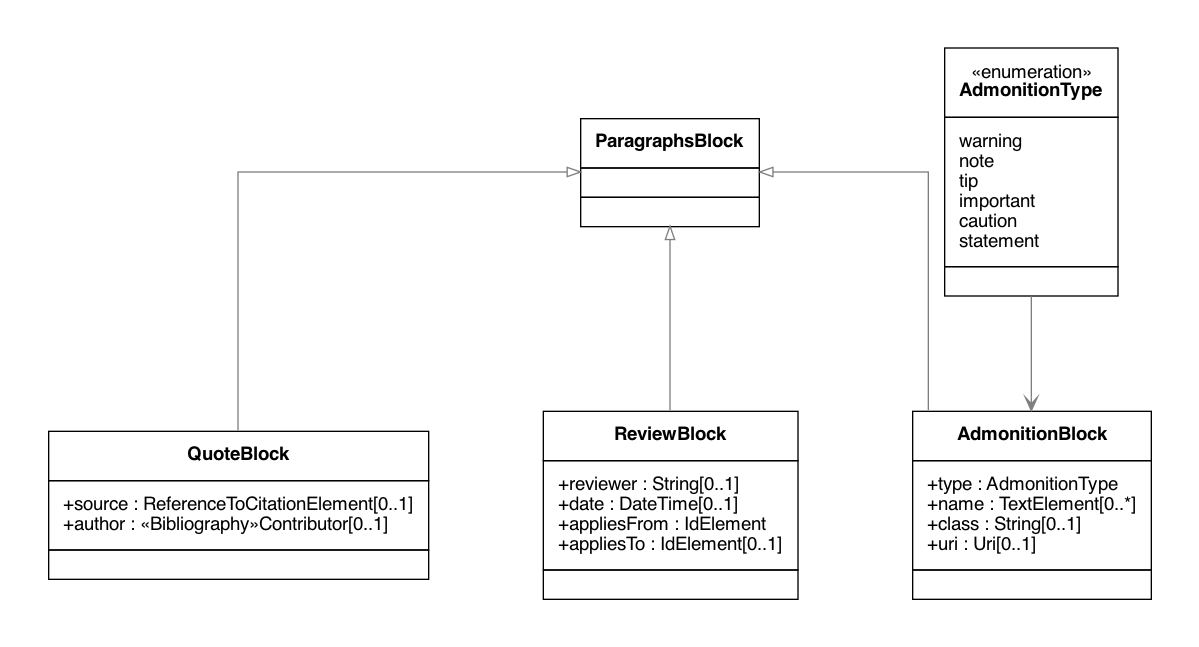 «enumeration»
AdmonitionType
warning
note
tip
important
caution
statement
ParagraphsBlock
QuoteBlock
+source : ReferenceToCitationElement[0..1]
+author : «Bibliography»Contributor[0..1]
ReviewBlock
+reviewer : String[0..1]
+date : DateTime[0..1]
+appliesFrom : IdElement
+appliesTo : IdElement[0..1]
AdmonitionBlock
+type : AdmonitionType
+name : TextElement[0..*]
+class : String[0..1]
+uri : Uri[0..1]